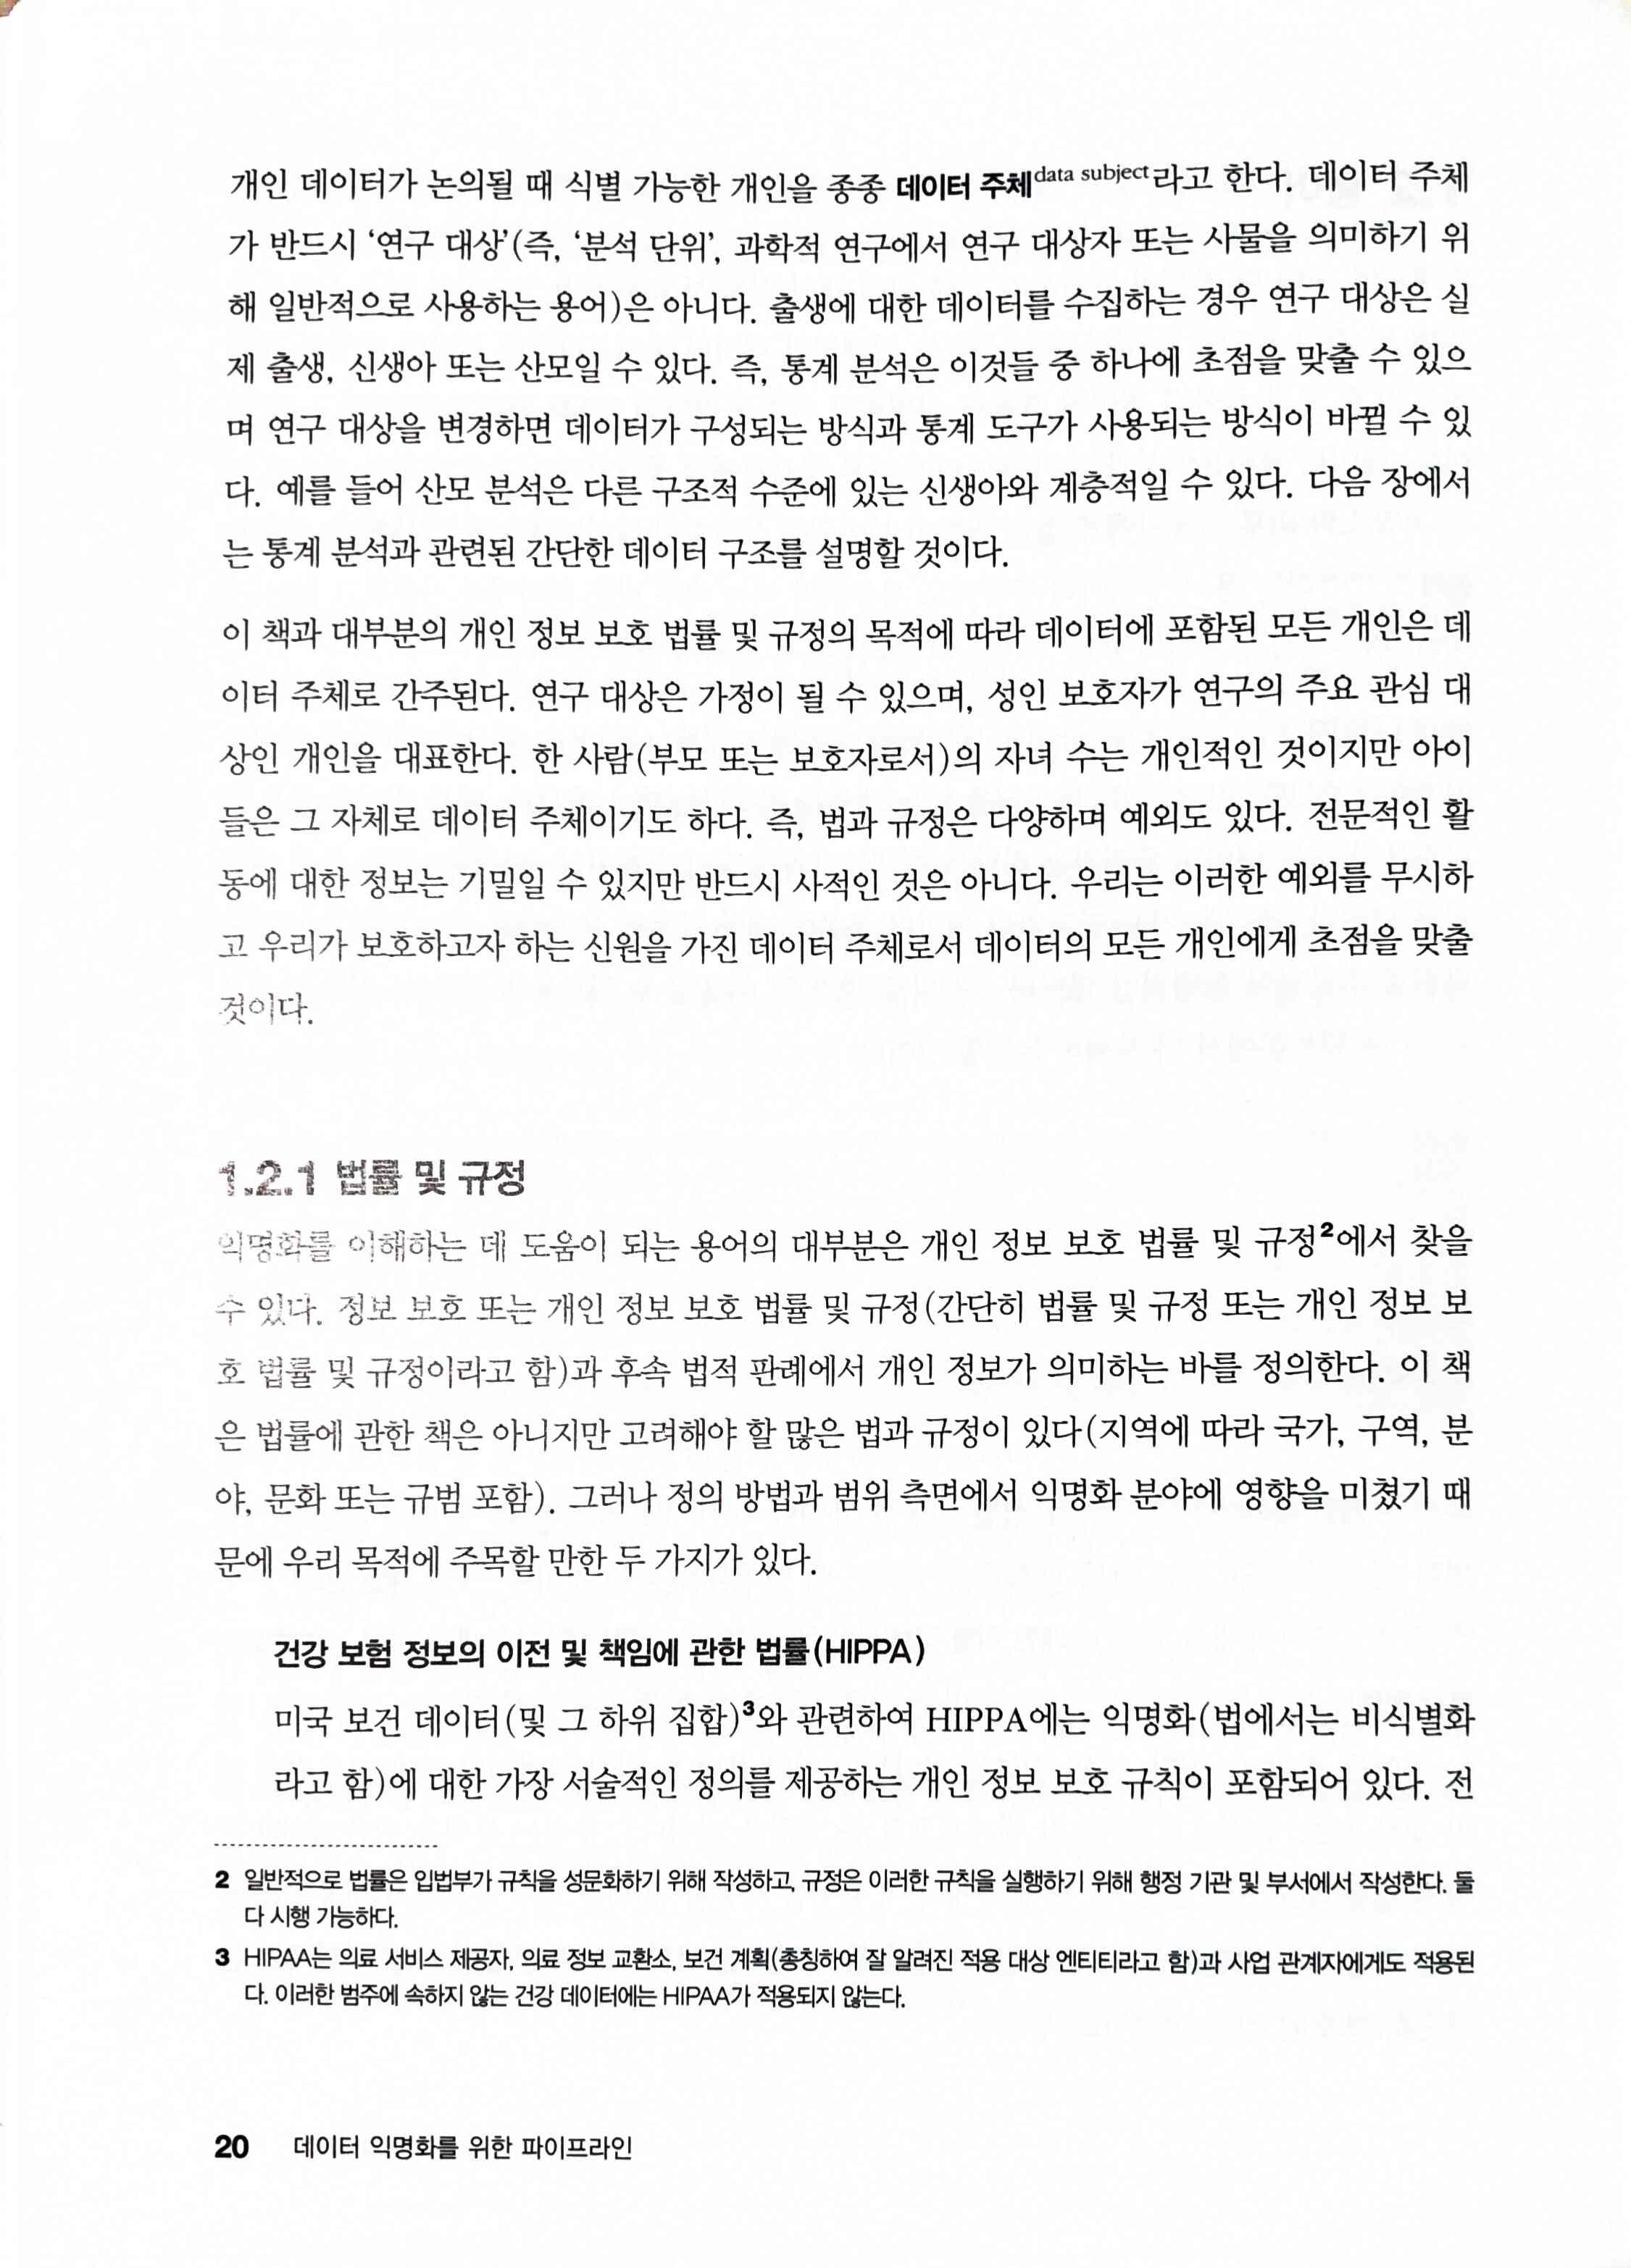 개인 데이터가 논의될 때 식별 가능한 개인을 종종 데이터 주체data subject라고 한다. 데이터 주체
가 반드시 ‘연구 대상’(즉, ‘분석 단위’, 과학적 연구에서 연구 대상자 또는 사물을 의미하기 위
해 일반적으로 사용하는 용어)은 아니다. 출생에 대한 데이터를 수집하는 경우 연구 대상은 실
제 출생, 신생아 또는 산모일 수 있다. 즉, 통계 분석은 이것들 중 하나에 초점을 맞출 수 있으
며 연구 대상을 변경하면 데이터가 구성되는 방식과 통계 도구가 사용되는 방식이 바뀔 수 있
다. 예를 들어 산모 분석은 다른 구조적 수준에 있는 신생아와 계층적일 수 있다. 다음 장에서
는 통계 분석과 관련된 간단한 데이터 구조를 설명할 것이다.
이 책과 대부분의 개인 정보 보호 법률 및 규정의 목적에 따라 데이터에 포함된 모든 개인은 데
이터 주체로 간주된다. 연구 대상은 가정이 될 수 있으며, 성인 보호자가 연구의 주요 관심 대
상인 개인을 대표한다. 한 사람(부모 또는 보호자로서)의 자녀 수는 개인적인 것이지만 아이
들은 그 자체로 데이터 주체이기도 하다. 즉, 법과 규정은 다양하며 예외도 있다. 전문적인 활
동에 대한 정보는 기밀일 수 있지만 반드시 사적인 것은 아니다. 우리는 이러한 예외를 무시하
고 우리가 보호하고자 하는 신원을 가진 데이터 주체로서 데이터의 모든 개인에게 초점을 맞출
것이다.
1.2.1 법률 및 규정
익명화를 이해하는 데 도움이 되는 용어의 대부분은 개인 정보 보호 법률 및 규정2에서 찾을
수 있다. 정보 보호 또는 개인 정보 보호 법률 및 규정(간단히 법률 및 규정 또는 개인 정보 보
호 법률 및 규정이라고 함)과 후속 법적 판례에서 개인 정보가 의미하는 바를 정의한다. 이 책
은 법률에 관한 책은 아니지만 고려해야 할 많은 법과 규정이 있다(지역에 따라 국가, 구역, 분
야, 문화 또는 규범 포함). 그러나 정의 방법과 범위 측면에서 익명화 분야에 영향을 미쳤기 때
문에 우리 목적에 주목할 만한 두 가지가 있다.
건강 보험 정보의 이전 및 책임에 관한 법률(HIPPA)
미국 보건 데이터(및 그 하위 집합)3와 관련하여 HIPPA에는 익명화(법에서는 비식별화
라고 함)에 대한 가장 서술적인 정의를 제공하는 개인 정보 보호 규칙이 포함되어 있다. 전
2 일반적으로 법률은 입법부가 규칙을 성문화하기 위해 작성하고, 규정은 이러한 규칙을 실행하기 위해 행정 기관 및 부서에서 작성한다. 둘
다 시행 가능하다.
3 HIPAA는 의료 서비스 제공자, 의료 정보 교환소, 보건 계획(총칭하여 잘 알려진 적용 대상 엔티티라고 함)과 사업 관계자에게도 적용된
다. 이러한 범주에 속하지 않는 건강 데이터에는 HIPAA가 적용되지 않는다.
20 데이터 익명화를 위한 파이프라인